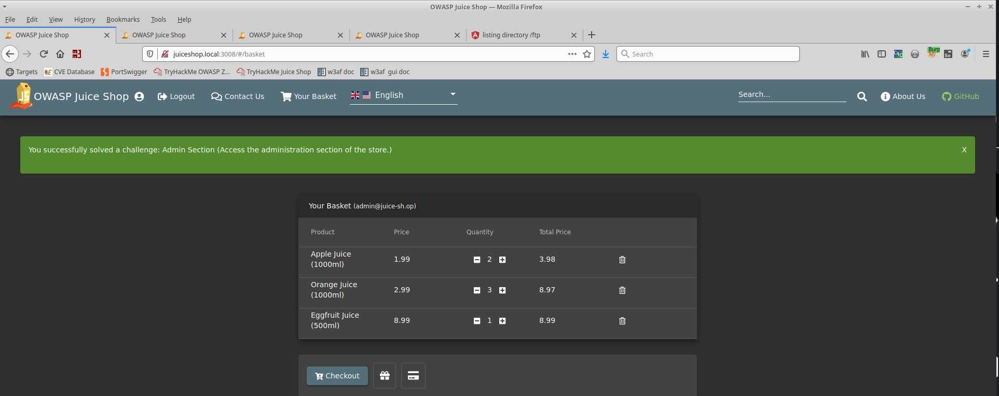 OWASP Juice Shop — Mozilla Firefox
File Edit View History Bookmarks Tools Help
OWASP Juice Shop OWASP Juice Shop OWASP Juice Shop OWASP Juice Shop listing directory /ftp
juiceshop.local:3008/#/basket Search C4C Burp Se
Targets CVE Database PortSwigger TryHackMe OWASP Z... TryHackMe Juice Shop w3af doc w3af gui doc
JS OWASP Juice Shop Logout Contact Us Your Basket English Search... About Us GitHub
You successfully solved a challenge: Admin Section (Access the administration section of the store.) X
Your Basket (admin@juice-sh.op)
Product Price Quantity Total Price
Apple Juice
(1000ml) 1.99 2 3.98
Orange Juice
(1000ml) 2.99 3 8.97
Eggfruit Juice
(500ml) 8.99 1 8.99
Checkout